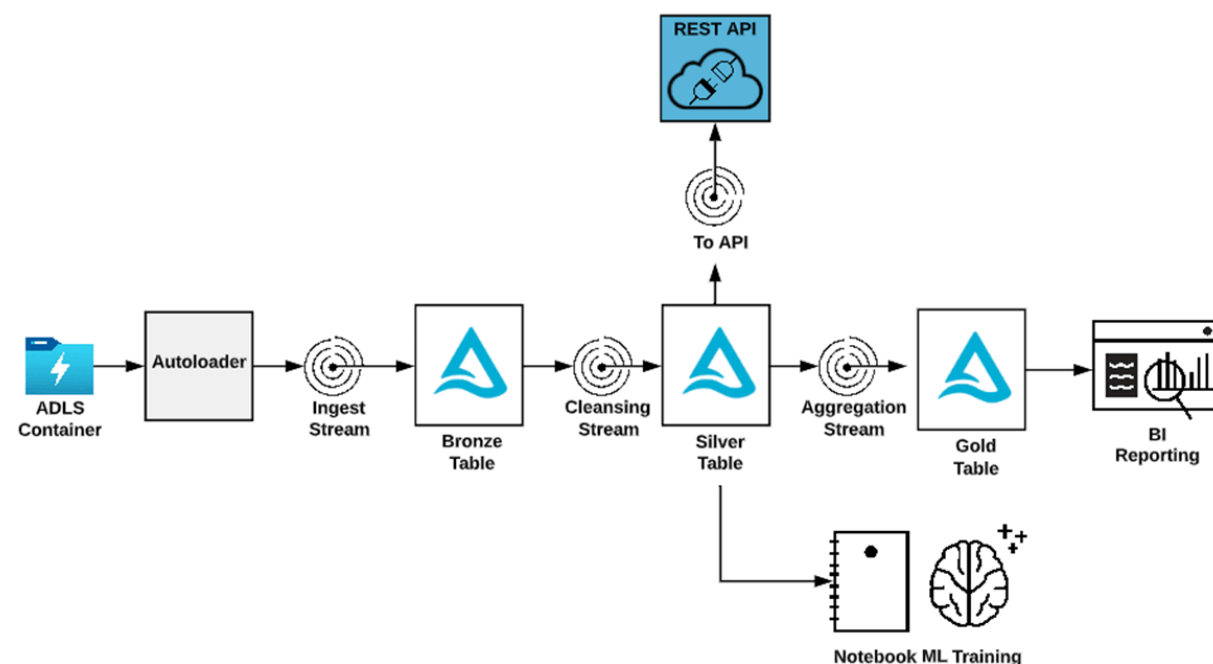 REST API
To API
Autoloader
ADLS
Container
Ingest
Stream
Bronze
Table
Cleansing
Stream
Silver
Table
Aggregation
Stream
Gold
Table
BI
Reporting
Notebook ML Training